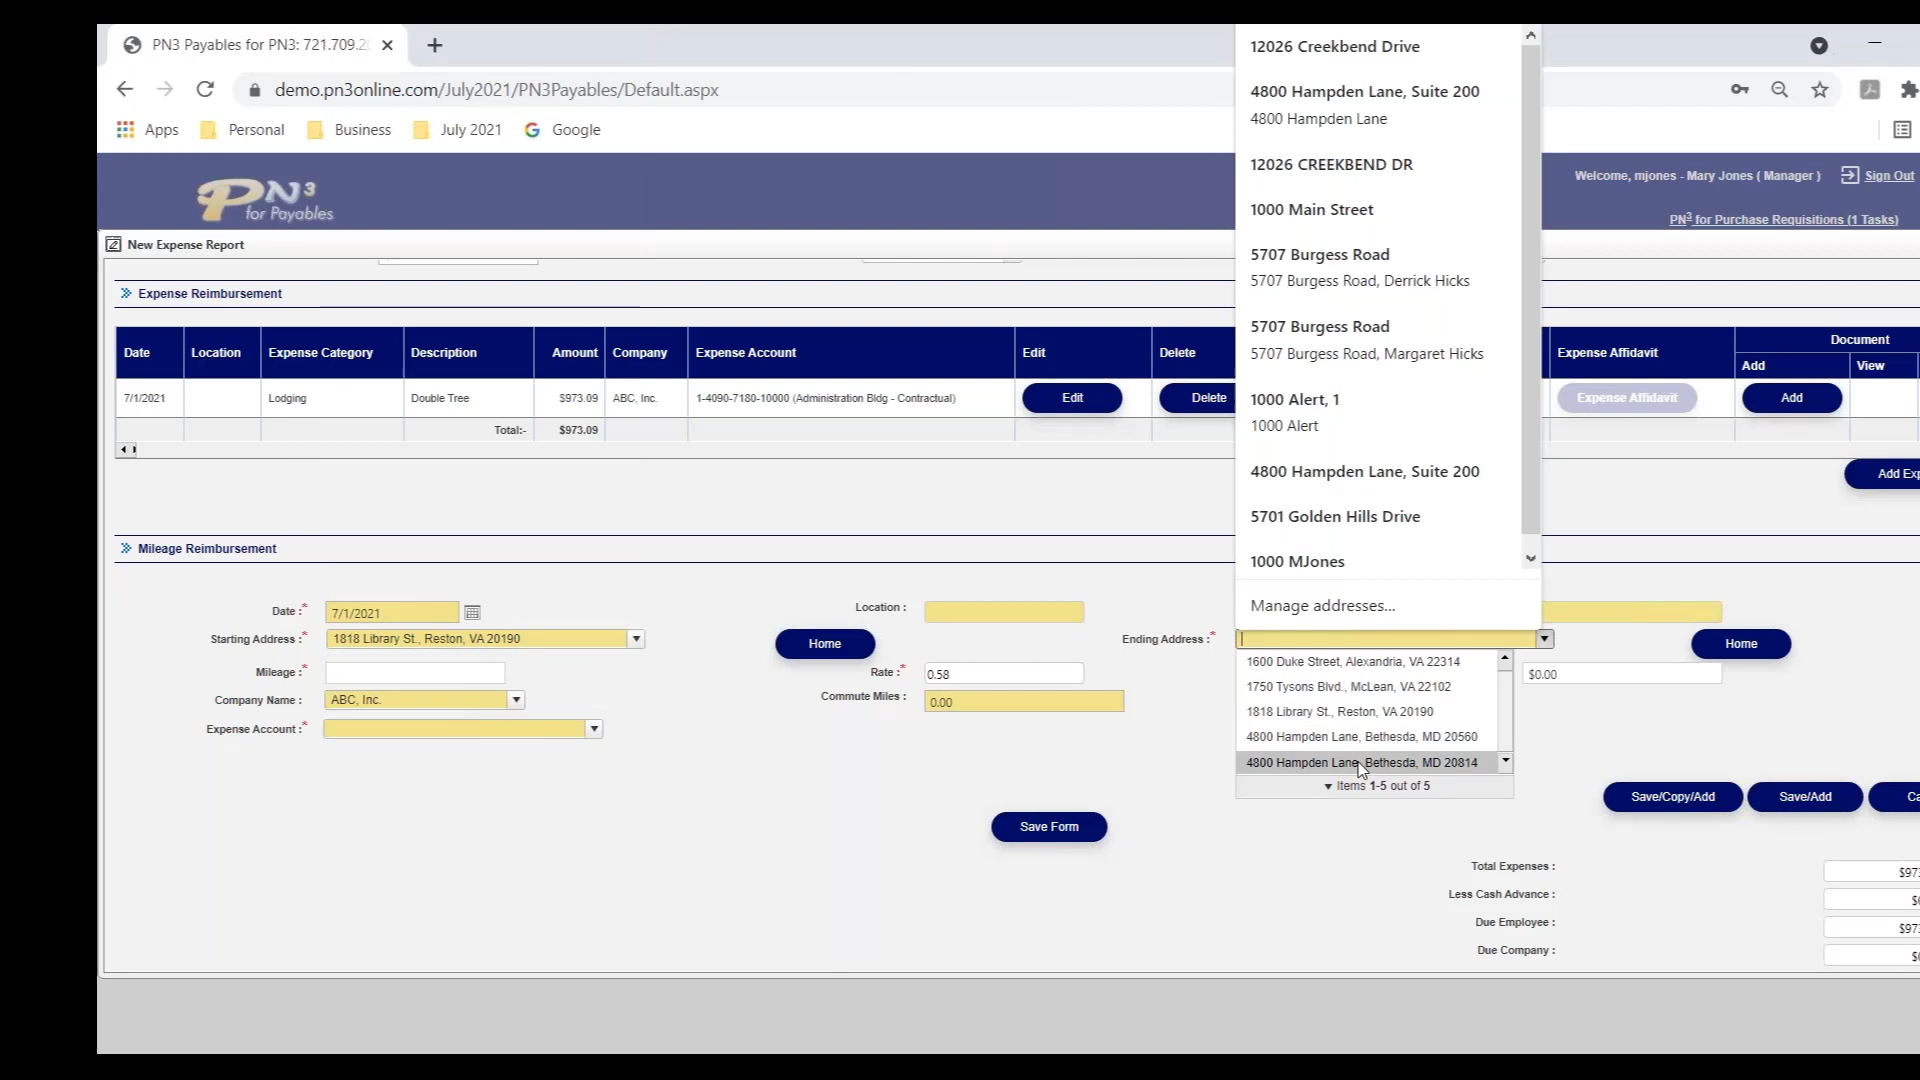 PN3 Payables for PN3: 721.709.2
demo.pn3online.com/July2021/PN3Payables/Default.aspx
Apps
Personal
Business
July 2021
Google
PN3
for Payables
Welcome, mjones - Mary Jones ( Manager )
Sign Out
PN3 for Purchase Requisitions (1 Tasks)
New Expense Report
Expense Reimbursement
Date
Location
Expense Category
Description
Amount
Company
Expense Account
Edit
Delete
Expense Affidavit
Document
Add
View
7/1/2021
Lodging
Double Tree
$973.09
ABC, Inc.
1-4090-7180-10000 (Administration Bldg - Contractual)
Edit
Delete
Expense Affidavit
Add
Total:-
$973.09
Add Exp
Mileage Reimbursement
Date :*
7/1/2021
Location :
Starting Address :*
1818 Library St., Reston, VA 20190
Home
Ending Address :*
Home
Mileage :*
Rate :*
0.58
$0.00
Company Name :
ABC, Inc.
Commute Miles :
0.00
Expense Account :*
12026 Creekbend Drive
4800 Hampden Lane, Suite 200
4800 Hampden Lane
12026 CREEKBEND DR
1000 Main Street
5707 Burgess Road
5707 Burgess Road, Derrick Hicks
5707 Burgess Road
5707 Burgess Road, Margaret Hicks
1000 Alert, 1
1000 Alert
4800 Hampden Lane, Suite 200
5701 Golden Hills Drive
1000 MJones
Manage addresses...
1600 Duke Street, Alexandria, VA 22314
1750 Tysons Blvd., McLean, VA 22102
1818 Library St., Reston, VA 20190
4800 Hampden Lane, Bethesda, MD 20560
4800 Hampden Lane, Bethesda, MD 20814
Items 1-5 out of 5
Save/Copy/Add
Save/Add
Ca
Save Form
Total Expenses :
$973
Less Cash Advance :
Due Employee :
$973
Due Company :